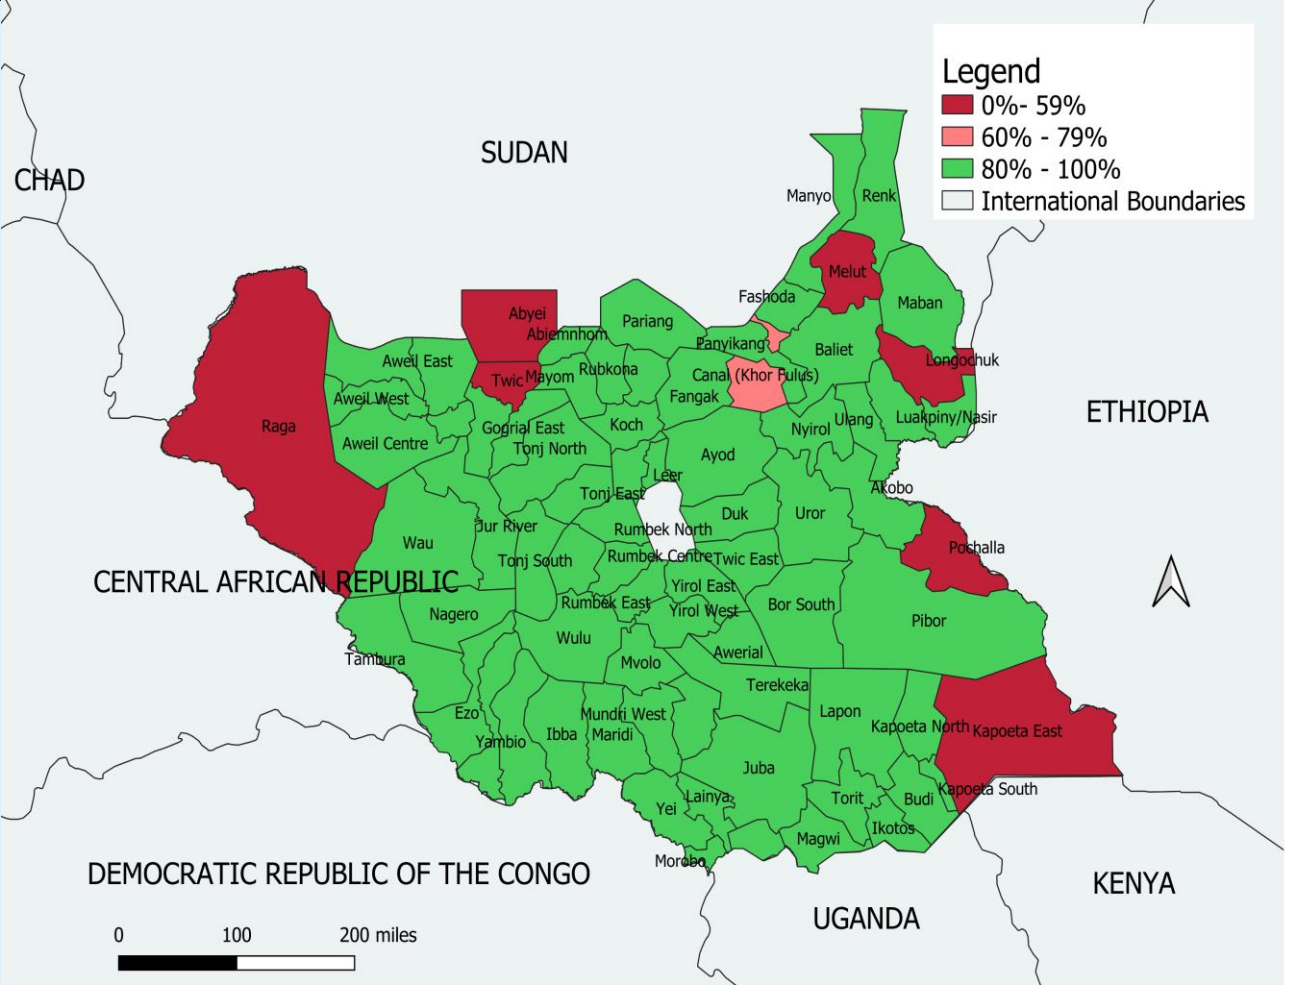 Legend
0%- 59%
60% - 79%
80% - 100%
International Boundaries
SUDAN
CHAD
Manyo
Renk
Melut
Fashoda
Maban
Abyei
Abiemnhom
Pariang
Panyikang
Baliet
Longochuk
Aweil East
Twic
Mayom
Rubkona
Canal (Khor Fulus)
Fangak
Aweil West
ETHIOPIA
Raga
Gogrial East
Koch
Nyirol
Ulang
Luakpiny/Nasir
Aweil Centre
Tonj North
Ayod
Leer
Akobo
Tonj East
Duk
Uror
Jur River
Rumbek North
Wau
Tonj South
Rumbek Centre
Twic East
Pochalla
CENTRAL AFRICAN REPUBLIC
Yirol East
Nagero
Rumbek East
Yirol West
Bor South
Pibor
Wulu
Tambura
Mvolo
Awerial
Terekeka
Ezo
Mundri West
Lapon
Kapoeta North
Kapoeta East
Yambio
Ibba
Maridi
Juba
Kapoeta South
Yei
Lainya
Torit
Budi
Magwi
Ikotos
Morobo
DEMOCRATIC REPUBLIC OF THE CONGO
KENYA
UGANDA
0 100 200 miles